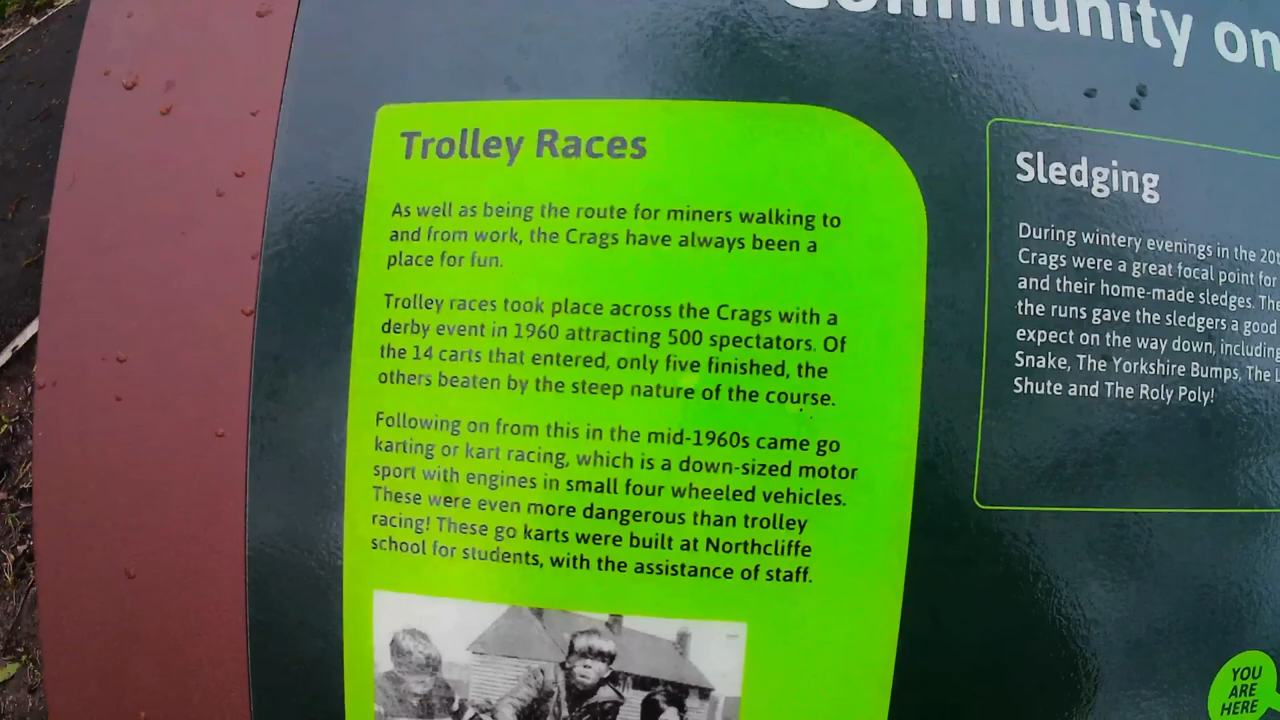 Community on
Trolley Races
As well as being the route for miners walking to
and from work, the Crags have always been a
place for fun.
Trolley races took place across the Crags with a
derby event in 1960 attracting 500 spectators. Of
the 14 carts that entered, only five finished, the
others beaten by the steep nature of the course.
Following on from this in the mid-1960s came go
karting or kart racing, which is a down-sized motor
sport with engines in small four wheeled vehicles.
These were even more dangerous than trolley
racing! These go karts were built at Northcliffe
school for students, with the assistance of staff.
Sledging
During wintery evenings in the 20t
Crags were a great focal point for
and their home-made sledges. The
the runs gave the sledgers a good
expect on the way down, including
Snake, The Yorkshire Bumps, The L
Shute and The Roly Poly!
YOU
ARE
HERE